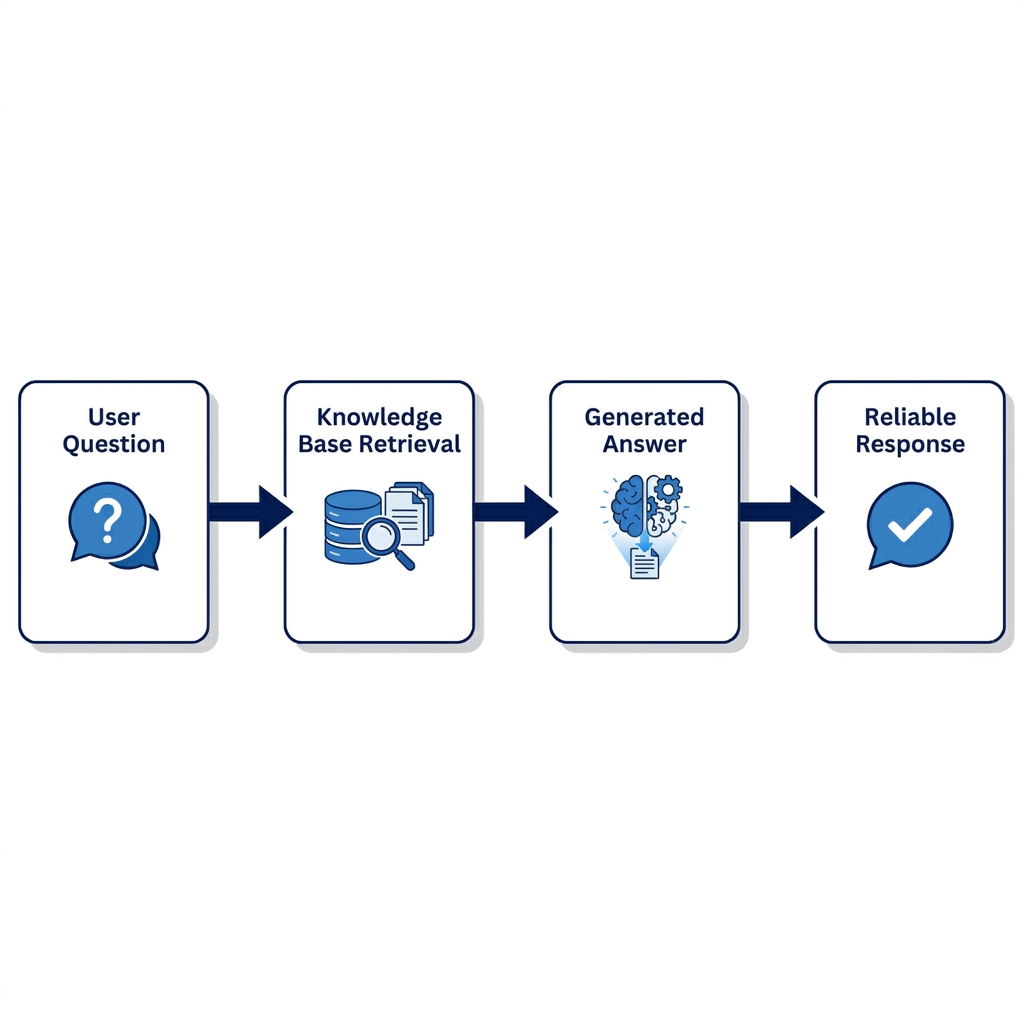 User
Question
Knowledge
Base Retrieval
Generated
Answer
Reliable
Response
?